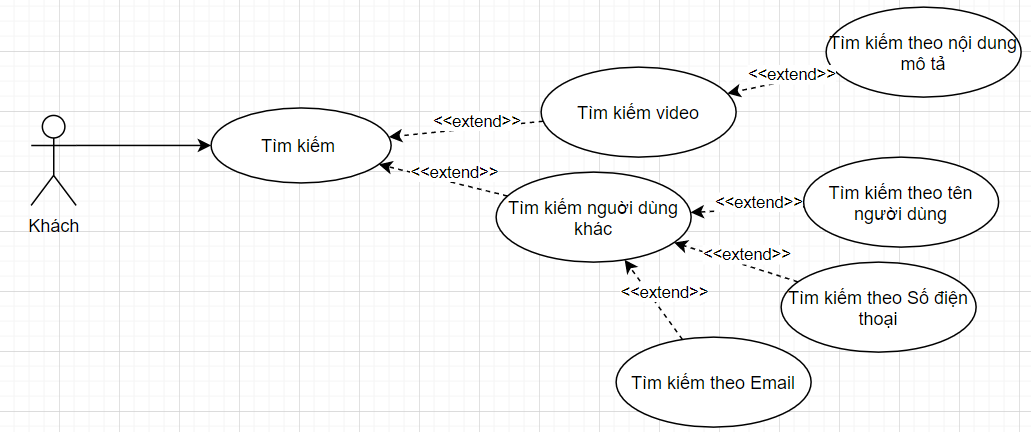 Tìm kiếm theo nội dung
mô tả
<<extend>>
Tìm kiếm video
<<extend>>
Tìm kiếm
<<extend>>
Tìm kiếm người dùng
khác
<<extend>>
Tìm kiếm theo tên
người dùng
Khách
<<extend>>
<<extend>>
Tìm kiếm theo Số điện
thoại
Tìm kiếm theo Email